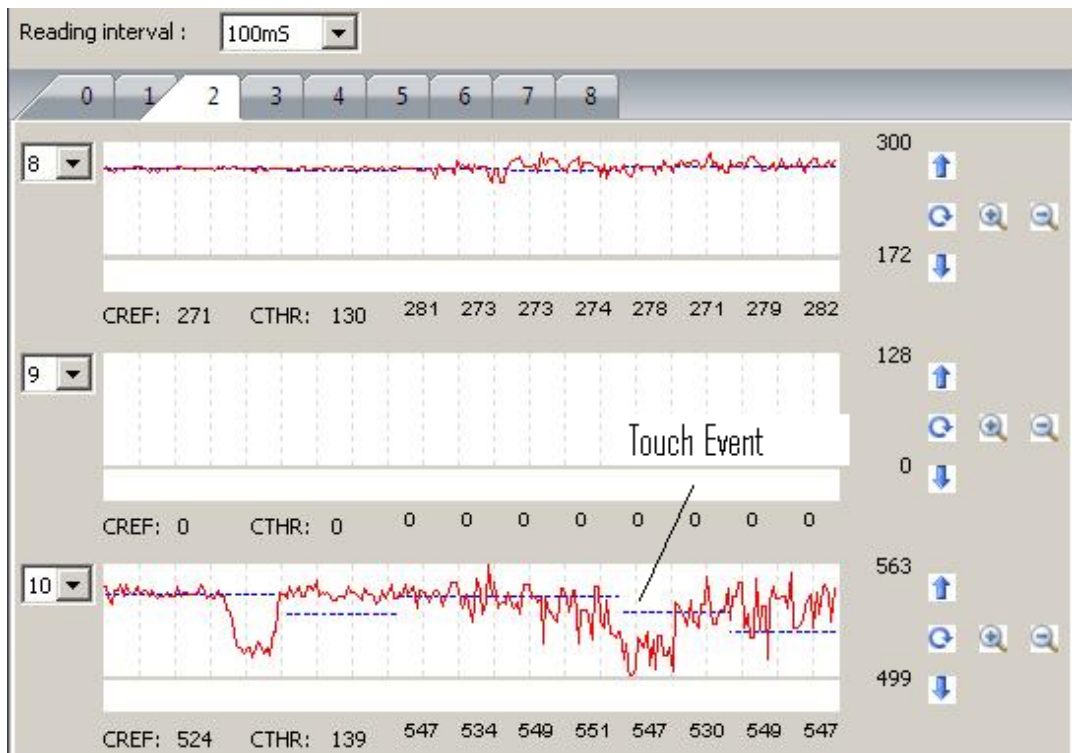 Reading interval : 100mS
0 1 2 3 4 5 6 7 8
8
300
172
CREF: 271 CTHR: 130 281 273 273 274 278 271 279 282
9
128
Touch Event
0
CREF: 0 CTHR: 0 0 0 0 0 0 0 0 0
10
563
499
CREF: 524 CTHR: 139 547 534 549 551 547 530 549 547